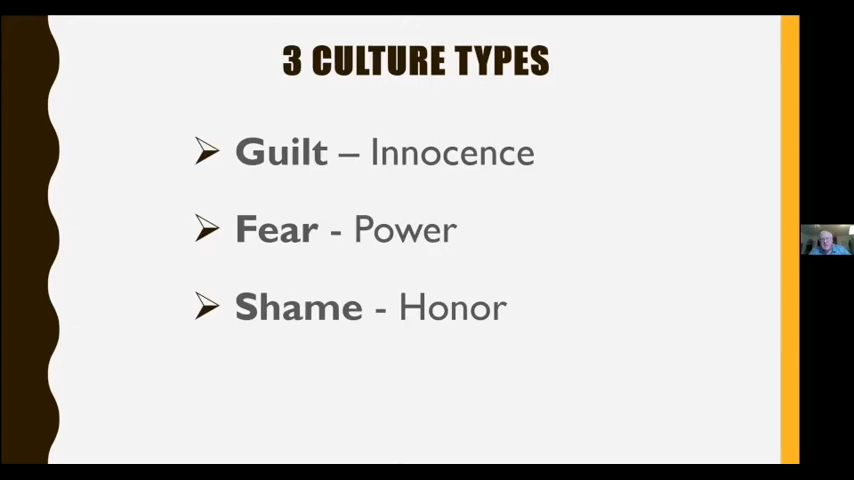 3 CULTURE TYPES
Guilt – Innocence
Fear - Power
Shame - Honor